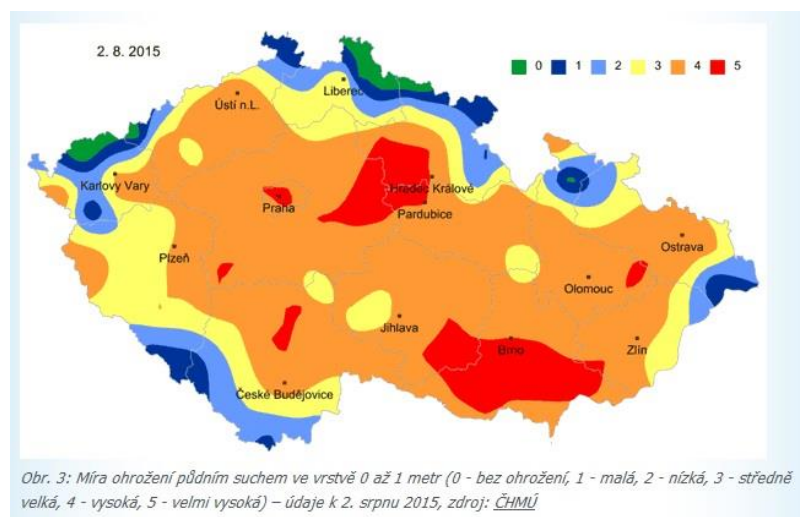 2. 8. 2015
0 1 2 3 4 5
Liberec
Ústí n.L.
Karlovy Vary
Hradec Králové
Praha
Pardubice
Ostrava
Plzeň
Olomouc
Jihlava
Brno
Zlín
České Budějovice
Obr. 3: Míra ohrožení půdním suchem ve vrstvě 0 až 1 metr (0 - bez ohrožení, 1 - malá, 2 - nízká, 3 - středně
velká, 4 - vysoká, 5 - velmi vysoká) – údaje k 2. srpnu 2015, zdroj: ČHMÚ